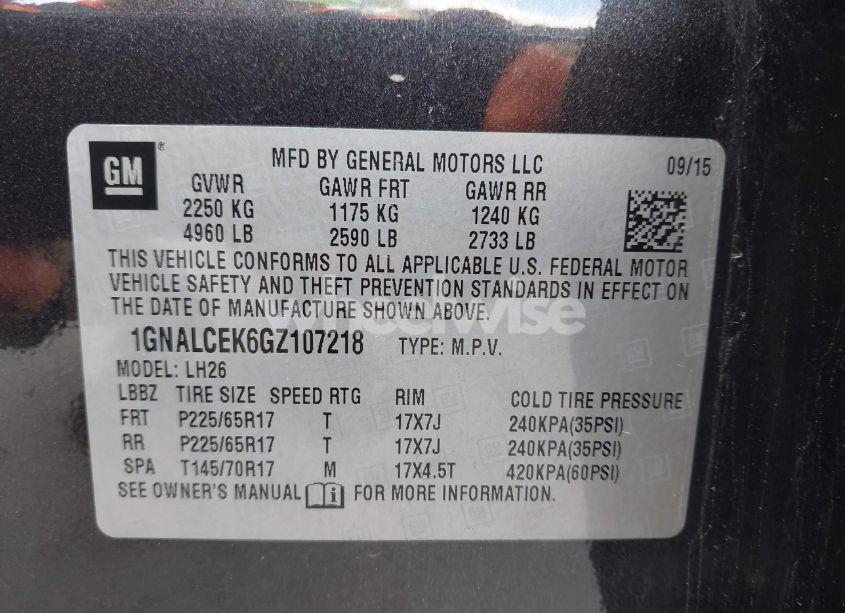 GM
MFD BY GENERAL MOTORS LLC 09/15
GVWR GAWR FRT GAWR RR
2250 KG 1175 KG 1240 KG
4960 LB 2590 LB 2733 LB
THIS VEHICLE CONFORMS TO ALL APPLICABLE U.S. FEDERAL MOTOR
VEHICLE SAFETY AND THEFT PREVENTION STANDARDS IN EFFECT ON
THE DATE OF MANUFACTURE SHOWN ABOVE.
1GNALCEK6GZ107218 TYPE: M.P.V.
MODEL: LH26
LBBZ TIRE SIZE SPEED RTG RIM COLD TIRE PRESSURE
FRT P225/65R17 T 17X7J 240KPA(35PSI)
RR P225/65R17 T 17X7J 240KPA(35PSI)
SPA T145/70R17 M 17X4.5T 420KPA(60PSI)
SEE OWNER'S MANUAL FOR MORE INFORMATION.